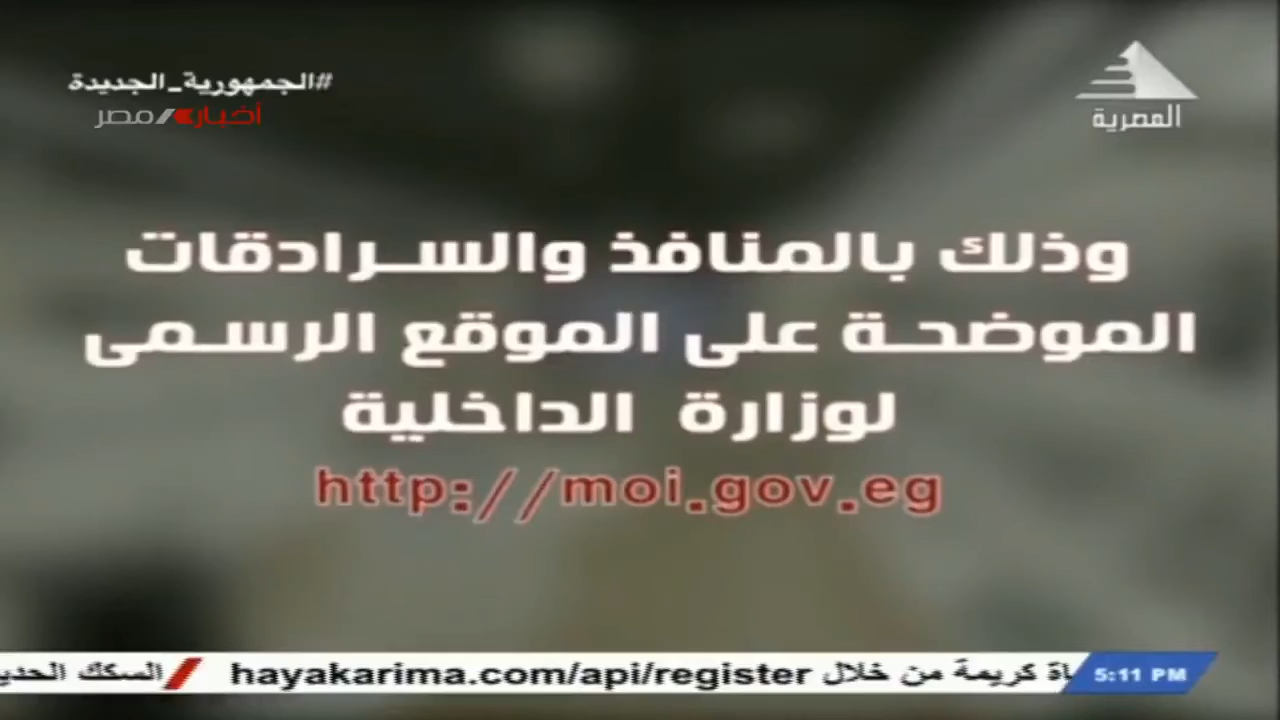 #الجمهورية_الجديدة
أخبار//مصر
المصرية
وذلك بالمنافذ والسرادقات
الموضحة على الموقع الرسمى
لوزارة الداخلية
http://moi.gov.eg
5:11 PM
كريمة من خلال hayakarima.com/api/register
السكك